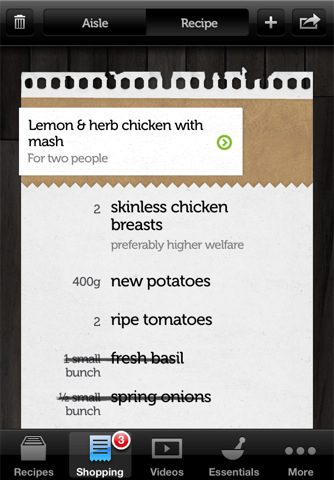 Aisle Recipe
Lemon & herb chicken with
mash
For two people
2 skinless chicken
breasts
preferably higher welfare
400g new potatoes
2 ripe tomatoes
1 small fresh basil
bunch
½ small spring onions
bunch
3
Recipes Shopping Videos Essentials More